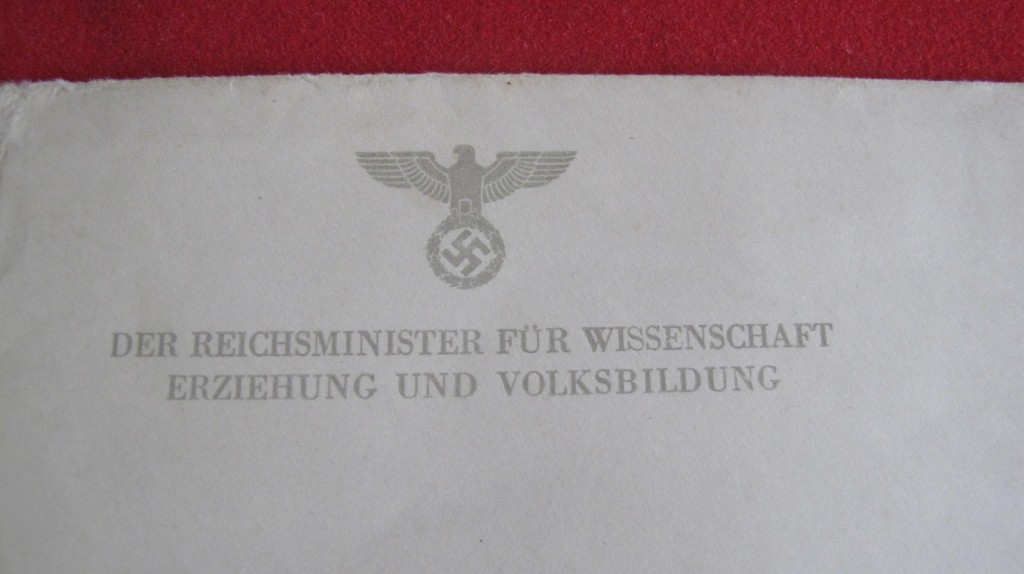 DER REICHSMINISTER FÜR WISSENSCHAFT
ERZIEHUNG UND VOLKSBILDUNG